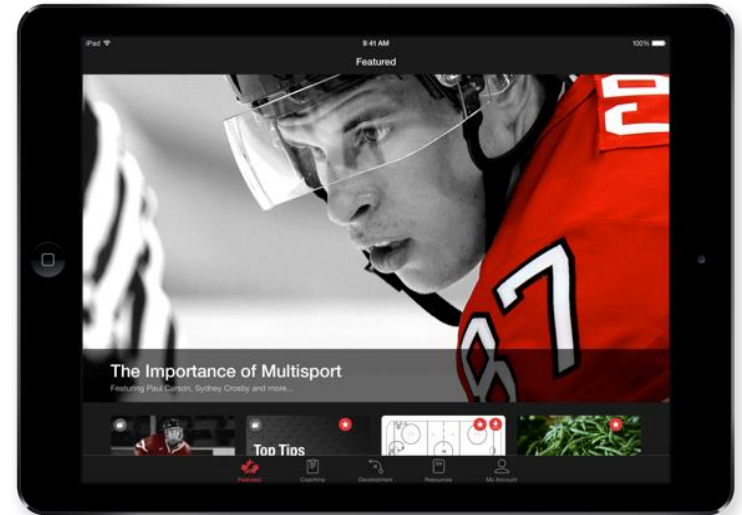 iPad
9:41 AM
100%
Featured
87
The Importance of Multisport
Featuring Paul Carson, Sydney Crosby and more...
Top Tips
Featured
Coaching
Development
Resources
My Account